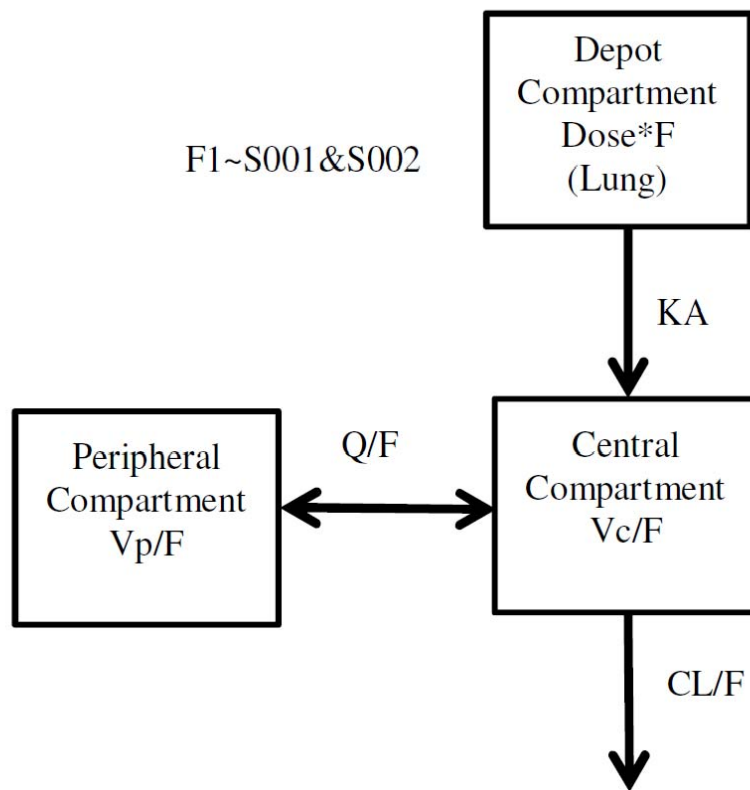 Depot
Compartment
Dose*F
(Lung)
F1~S001&S002
KA
Peripheral
Compartment
Vp/F
Q/F
Central
Compartment
Vc/F
CL/F